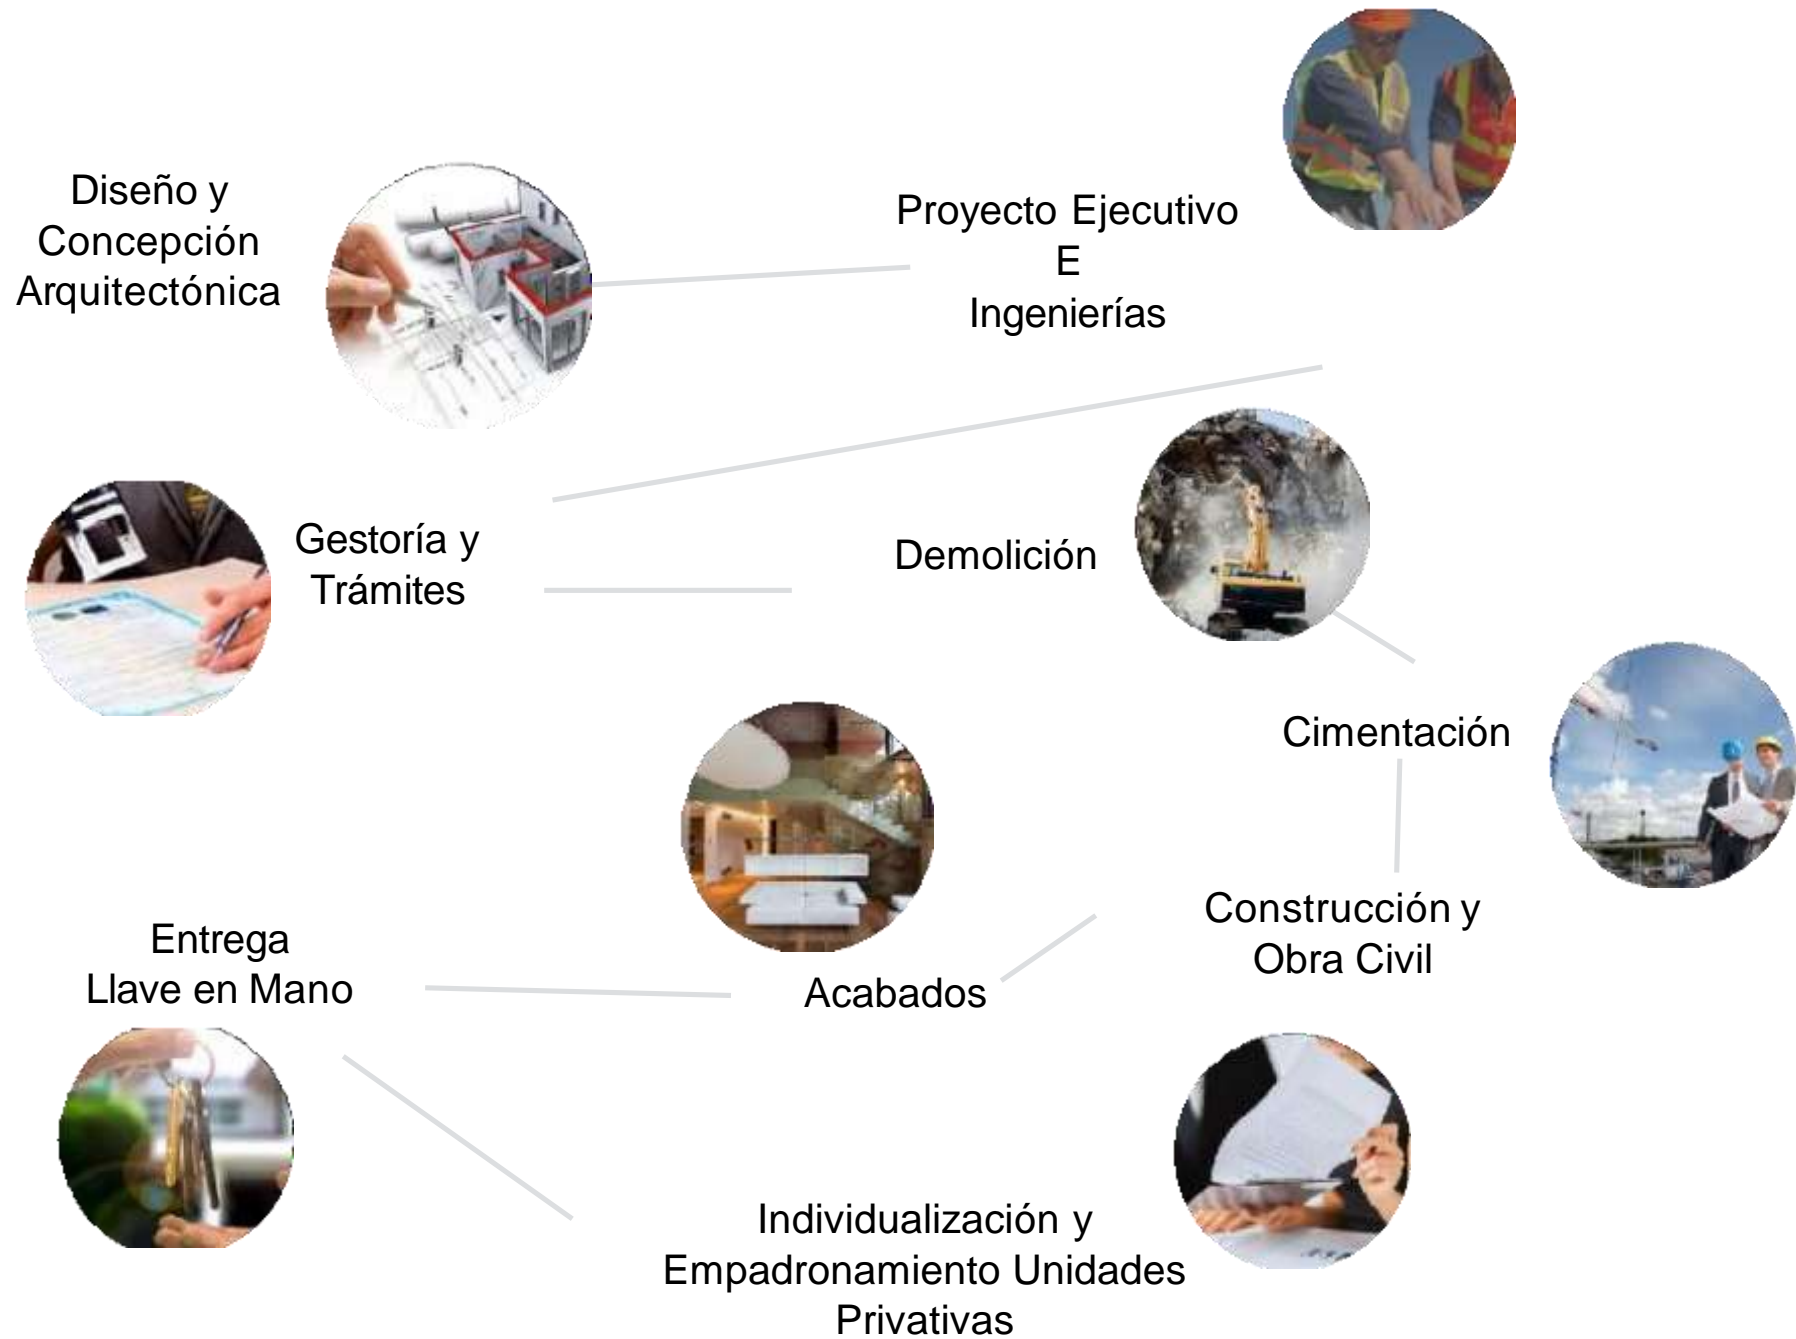 Diseño y
Concepción
Arquitectónica
Proyecto Ejecutivo
E
Ingenierías
Gestoría y
Trámites
Demolición
Cimentación
Construcción y
Obra Civil
Acabados
Entrega
Llave en Mano
Individualización y
Empadronamiento Unidades
Privativas